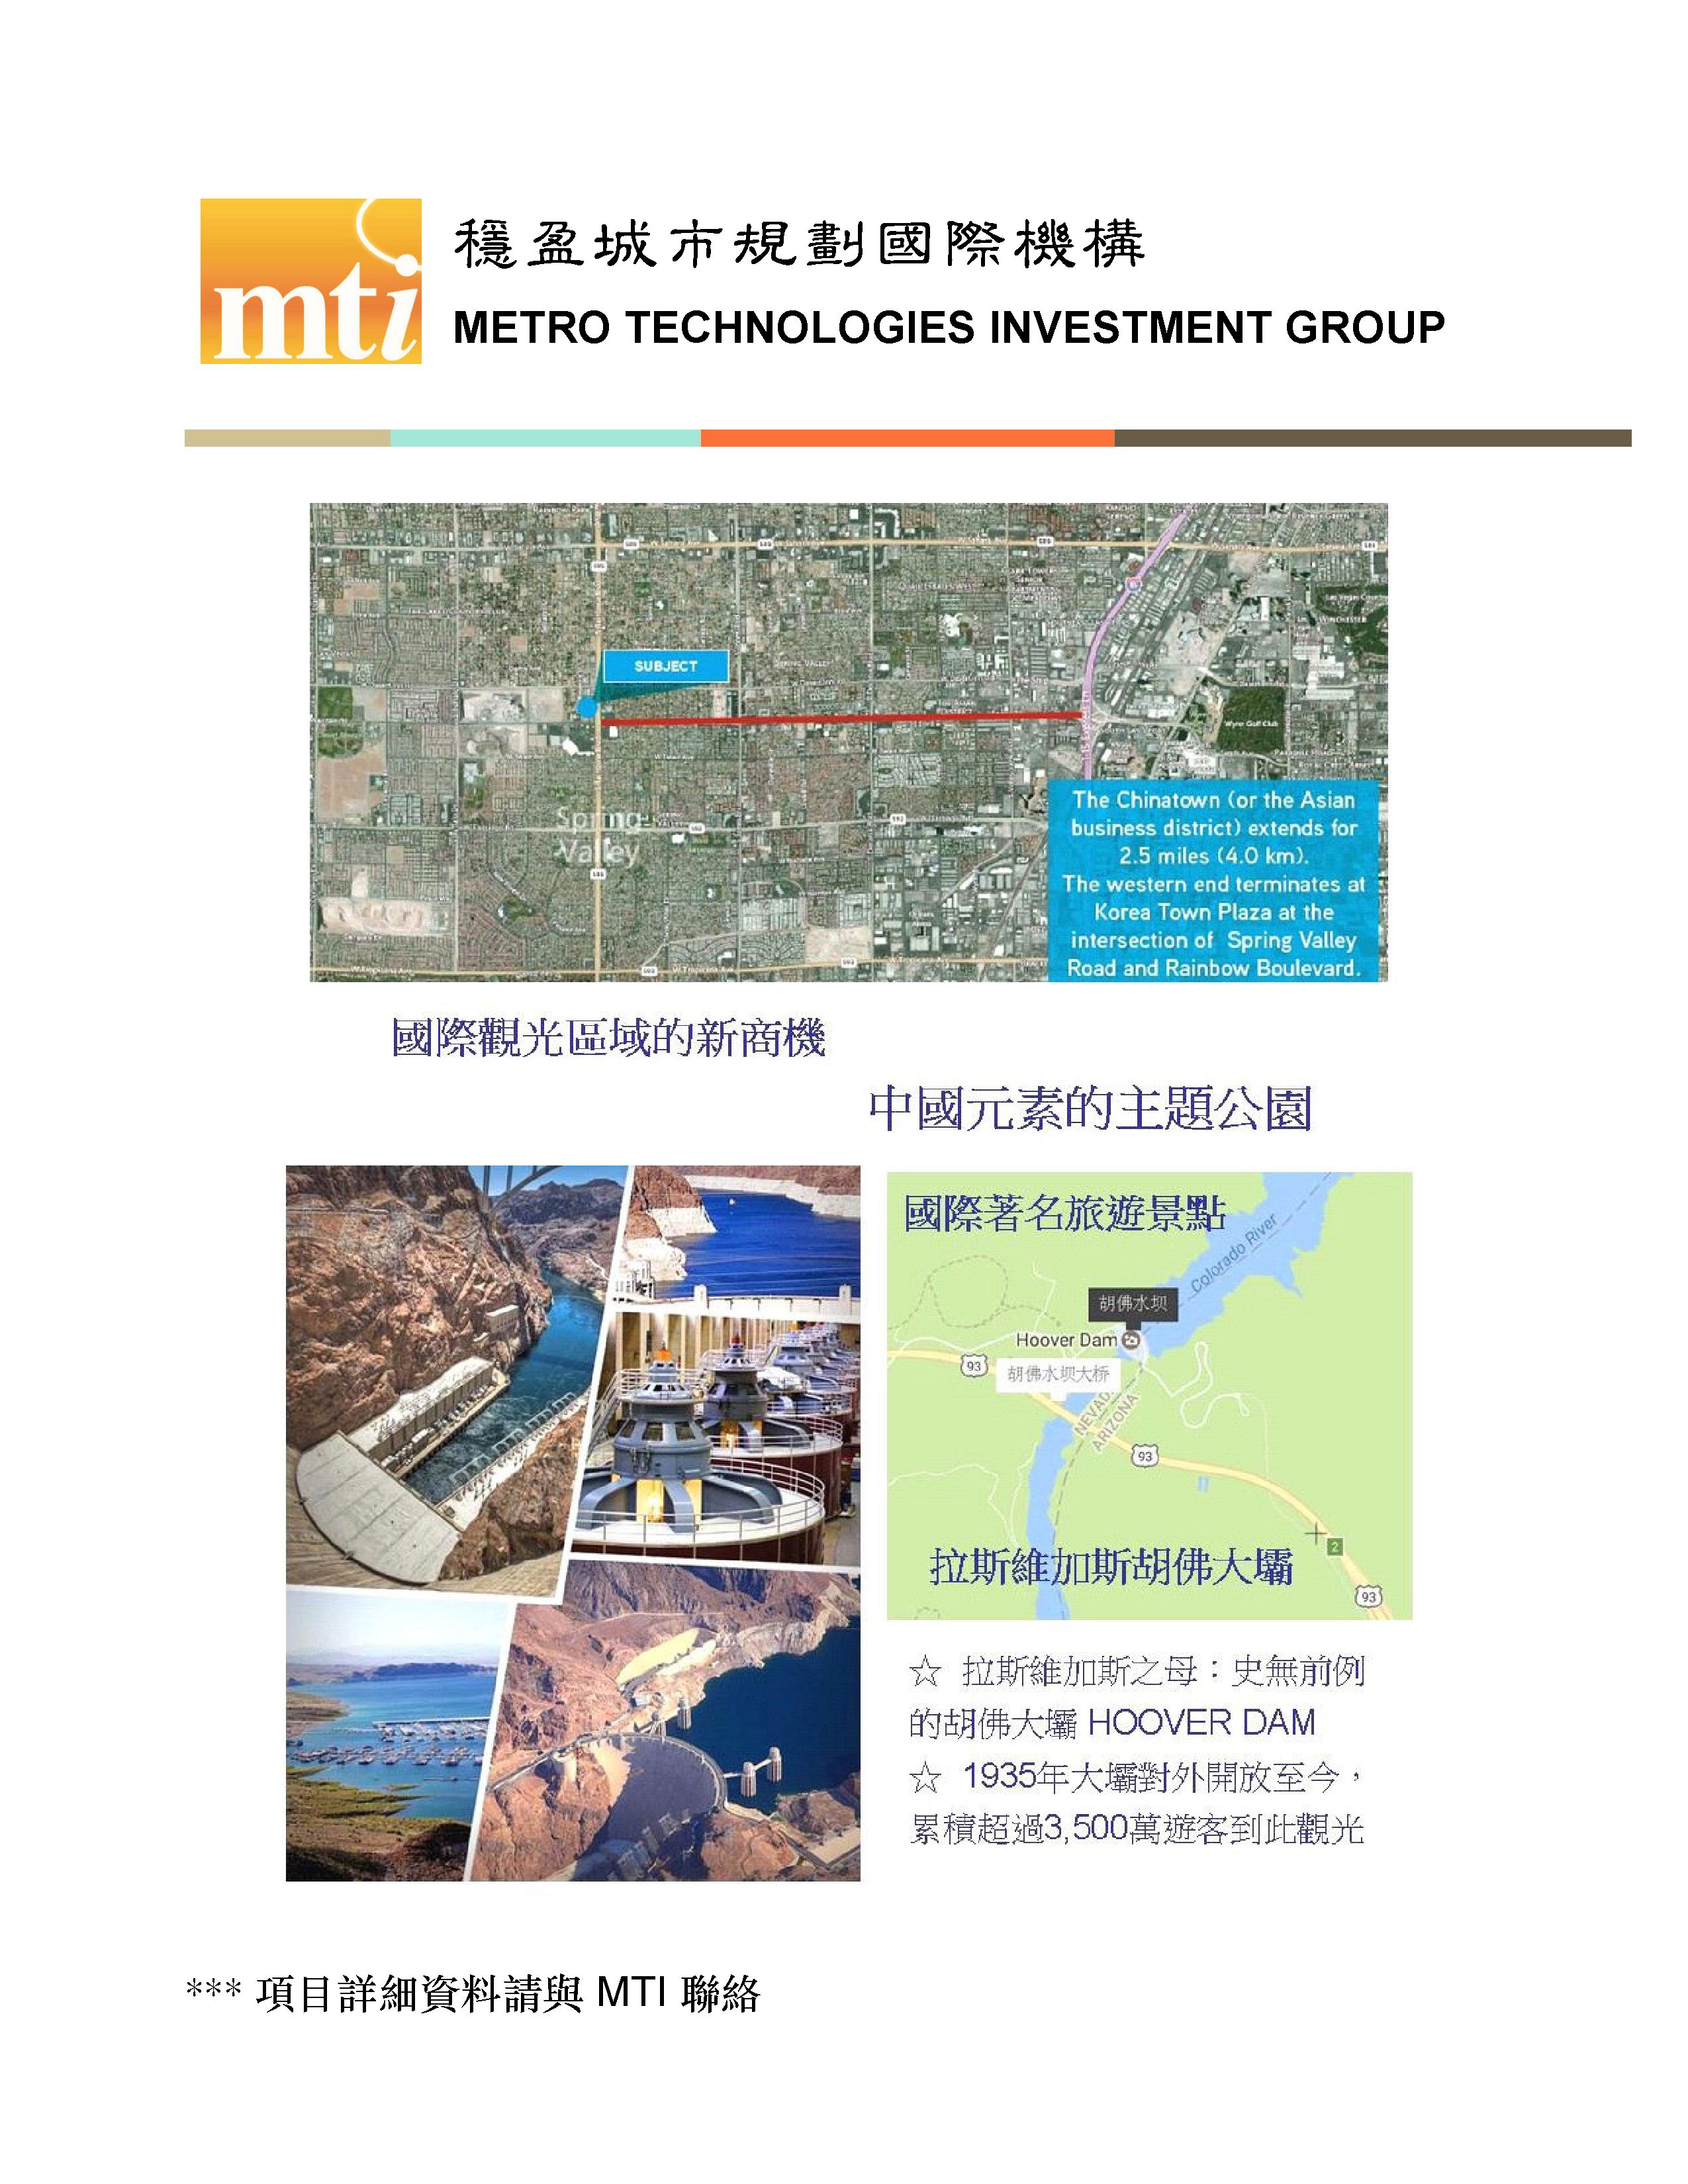 mti
穩盈城市規劃國際機構
METRO TECHNOLOGIES INVESTMENT GROUP
SUBJECT
Wynn Golf Club
Spring
Valley
The Chinatown (or the Asian
business district) extends for
2.5 miles (4.0 km).
The western end terminates at
Korea Town Plaza at the
intersection of Spring Valley
Road and Rainbow Boulevard.
國際觀光區域的新商機
中國元素的主題公園
國際著名旅遊景點
Colorado River
胡佛水坝
Hoover Dam
93
胡佛水坝大桥
NEVADA
ARIZONA
93
2
拉斯維加斯胡佛大壩
93
☆ 拉斯維加斯之母：史無前例
的胡佛大壩 HOOVER DAM
☆ 1935年大壩對外開放至今，
累積超過3,500萬遊客到此觀光
*** 項目詳細資料請與 MTI 聯絡